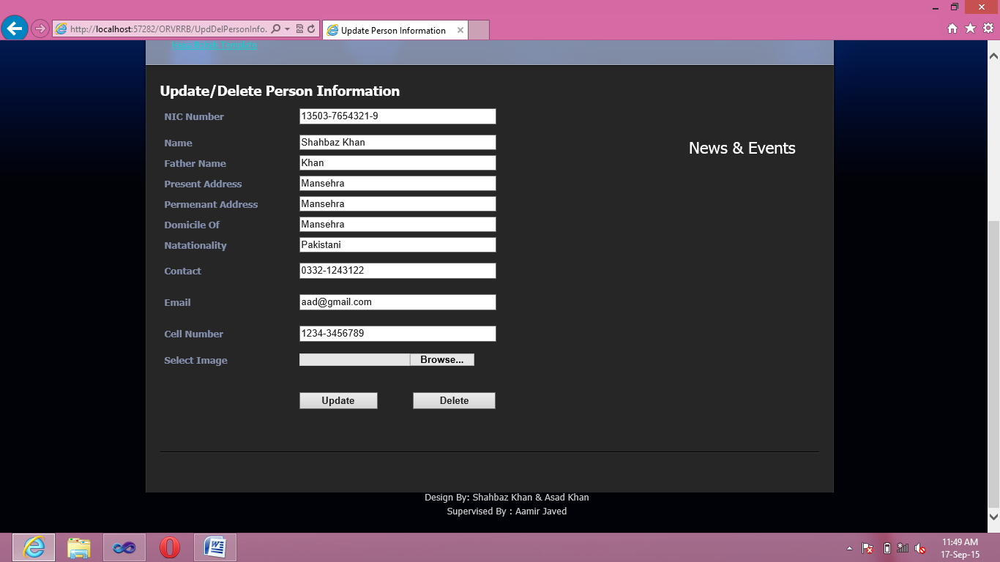 http://localhost:57282/ORVRRB/UpdDelPersonInfo.
Update Person Information
Update/Delete Person Information
NIC Number 13503-7654321-9
Name Shahbaz Khan
News & Events
Father Name Khan
Present Address Mansehra
Permenant Address Mansehra
Domicile Of Mansehra
Natationality Pakistani
Contact 0332-1243122
Email aad@gmail.com
Cell Number 1234-3456789
Select Image Browse...
Update Delete
Design By: Shahbaz Khan & Asad Khan
Supervised By : Aamir Javed
11:49 AM
17-Sep-15